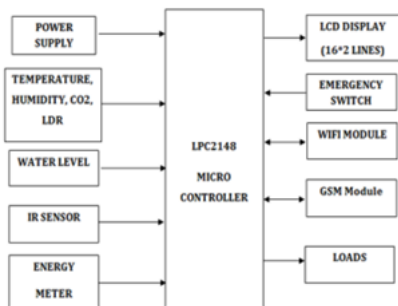 POWER
SUPPLY
TEMPERATURE,
HUMIDITY, CO2,
LDR
WATER LEVEL
IR SENSOR
ENERGY
METER
LPC2148
MICRO
CONTROLLER
LCD DISPLAY
(16*2 LINES)
EMERGENCY
SWITCH
WIFI MODULE
GSM Module
LOADS